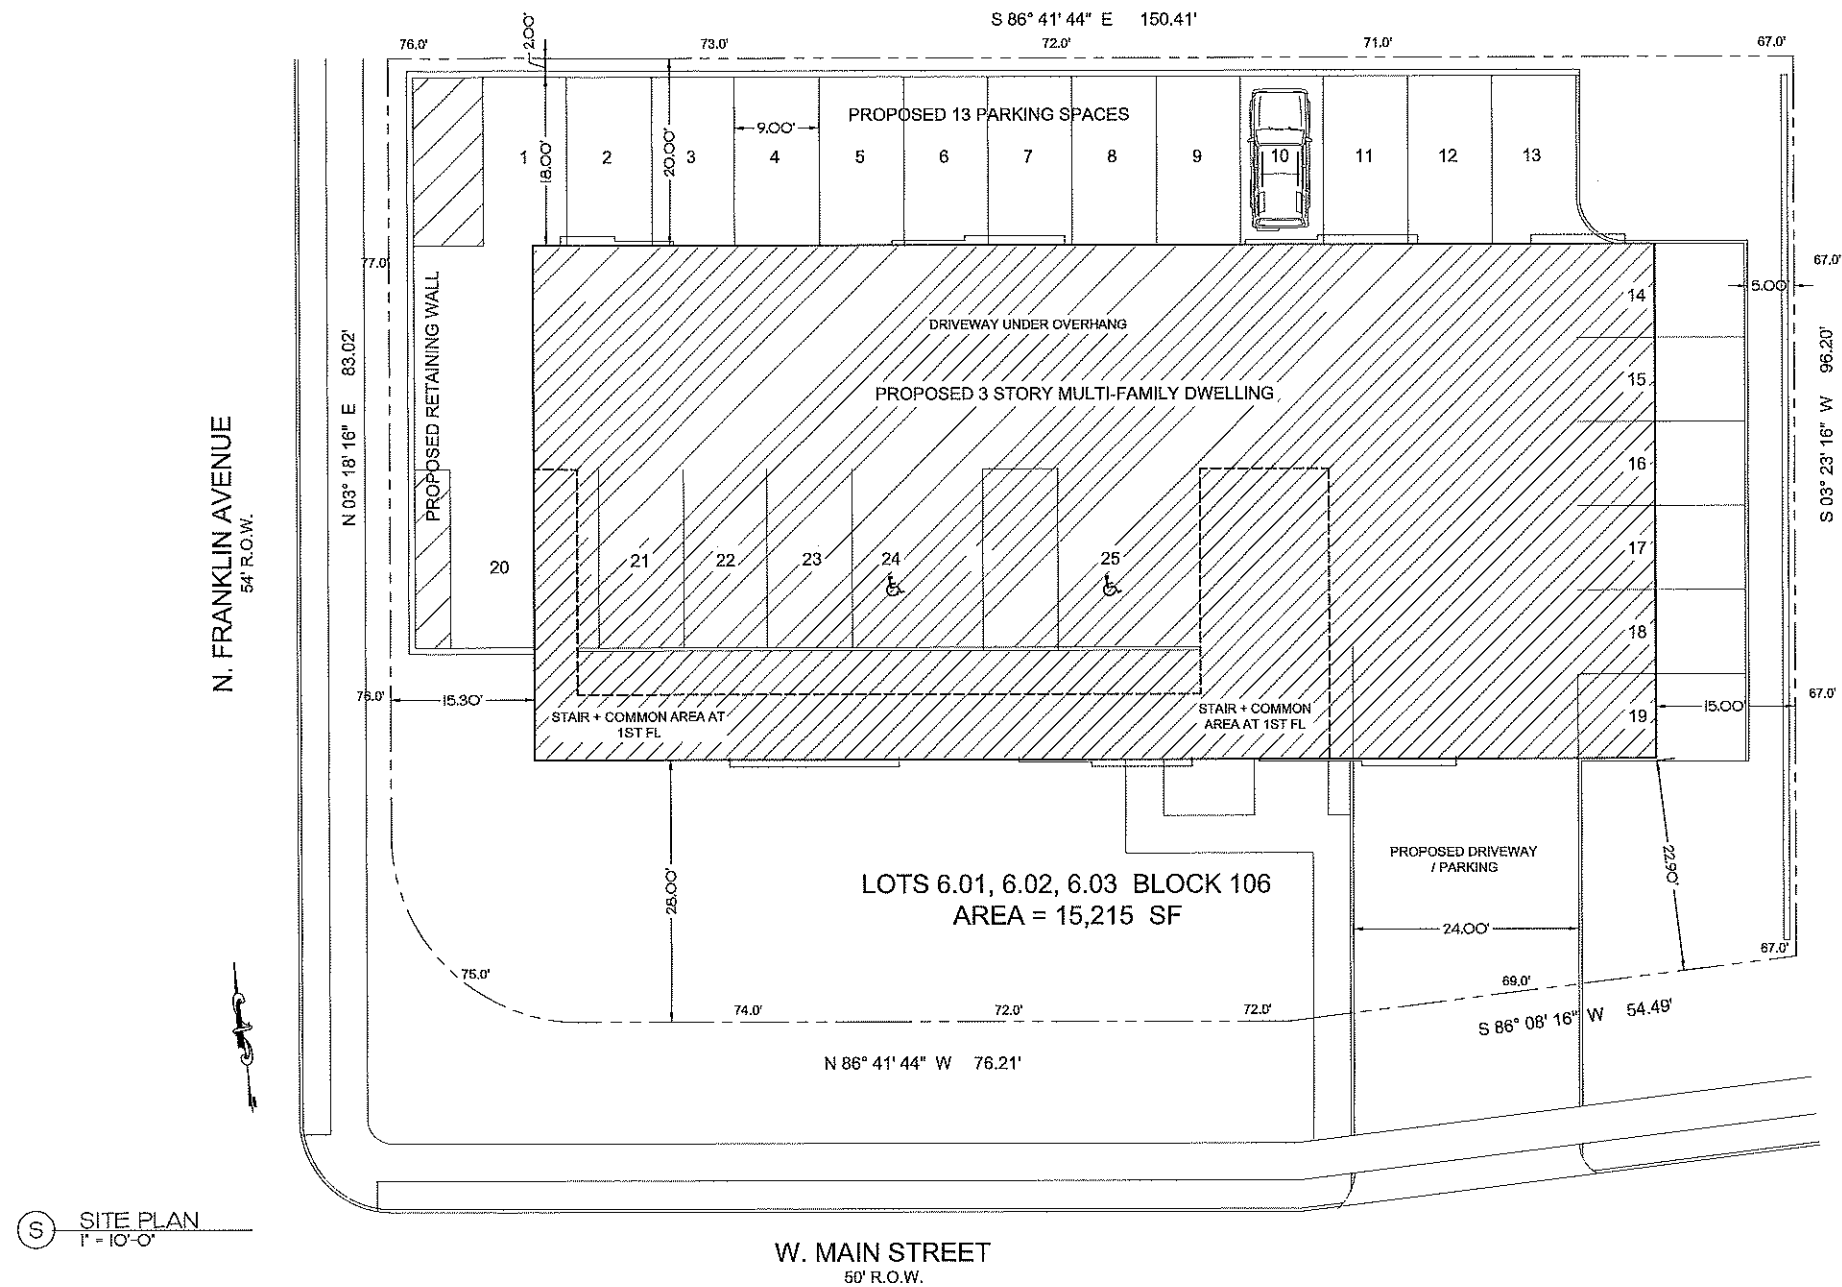 S 86° 41' 44" E 150.41'
76.0'
2.00'
73.0'
72.0'
71.0'
67.0'
PROPOSED 13 PARKING SPACES
9.00'
18.00'
20.00'
1
2
3
4
5
6
7
8
9
10
11
12
13
77.0'
67.0'
5.00'
14
DRIVEWAY UNDER OVERHANG
PROPOSED 3 STORY MULTI-FAMILY DWELLING
15
16
17
18
19
PROPOSED RETAINING WALL
N 03° 18' 16" E 83.02'
S 03° 23' 16" W 96.20'
N. FRANKLIN AVENUE
54' R.O.W.
20
21
22
23
24
25
76.0'
15.30'
STAIR + COMMON AREA AT
1ST FL
STAIR + COMMON
AREA AT 1ST FL
15.00'
67.0'
28.00'
PROPOSED DRIVEWAY
/ PARKING
22.90'
LOTS 6.01, 6.02, 6.03 BLOCK 106
AREA = 15,215 SF
24.00'
67.0'
75.0'
74.0'
72.0'
72.0'
69.0'
S 86° 08' 16" W 54.49'
N 86° 41' 44" W 76.21'
S
SITE PLAN
1" = 10'-0"
W. MAIN STREET
50' R.O.W.